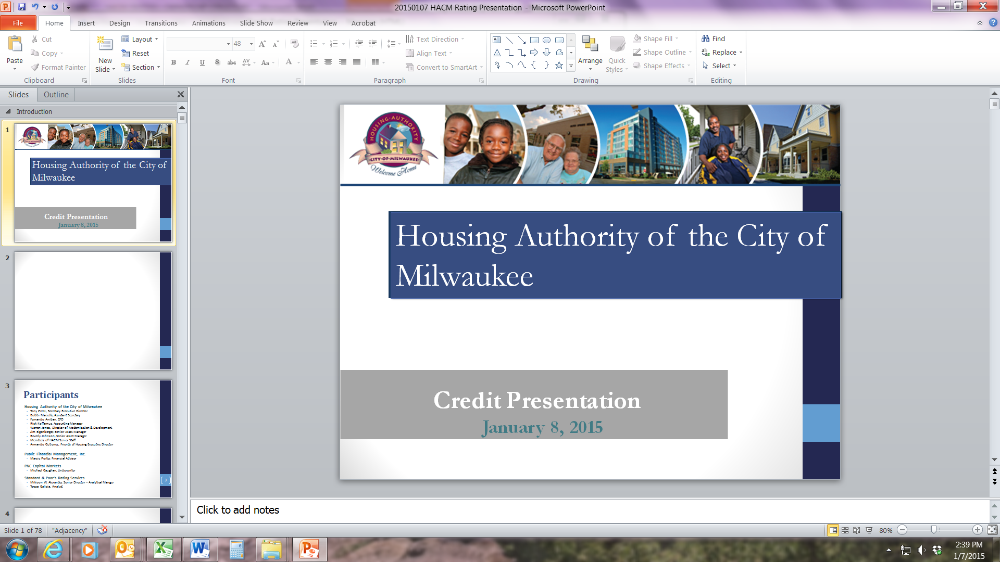 20150107 HACM Rating Presentation - Microsoft PowerPoint
File Home Insert Design Transitions Animations Slide Show Review View Acrobat
Paste
Cut
Copy
Format Painter
Clipboard
New Slide
Layout
Reset
Section
Slides
48
B I U S abc AV Aa A
Font
Text Direction
Align Text
Convert to SmartArt
Paragraph
Arrange
Quick Styles
Shape Fill
Shape Outline
Shape Effects
Drawing
Find
Replace
Select
Editing
Slides Outline
Introduction
1
HOUSING·AUTHORITY
Housing Authority of the City of
Milwaukee
Credit Presentation
January 8, 2015
2
3
Participants
Housing Authority of the City of Milwaukee
Tony Perez, Secretary Executive Director
Bobbi Marsells, Assistant Secretary
Fernando Aniban, CFO
Rick Koffarnus, Accounting Manager
Warren Jones, Director of Modernization & Development
Jim Eigenberger, Senior Asset Manager
Beverly Johnson, Senior Asset Manager
Members of HACM Senior Staff
Armando Gutierrez, Friends of Housing Executive Director
Public Financial Management, Inc.
Marcie Porter, Financial Advisor
PNC Capital Markets
Michael Gaughan, Underwriter
Standard & Poor's Rating Services
Mikiyon W. Alexander, Senior Director – Analytical Manger
Teresa Galicia, Analyst
3
4
HOUSING·AUTHORITY
·CITY·OF·MILWAUKEE·
Welcome Home
Housing Authority of the City of
Milwaukee
Credit Presentation
January 8, 2015
Click to add notes
Slide 1 of 78 "Adjacency" 80%
2:39 PM
1/7/2015